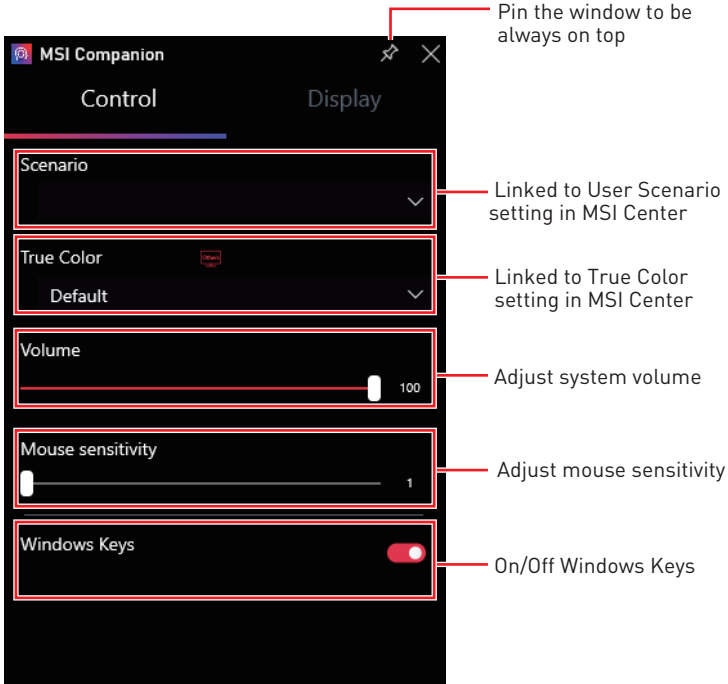 Pin the window to be
always on top
MSI Companion
Control
Display
Scenario
Linked to User Scenario
setting in MSI Center
True Color
Others
Default
Linked to True Color
setting in MSI Center
Volume
100
Adjust system volume
Mouse sensitivity
1
Adjust mouse sensitivity
Windows Keys
On/Off Windows Keys